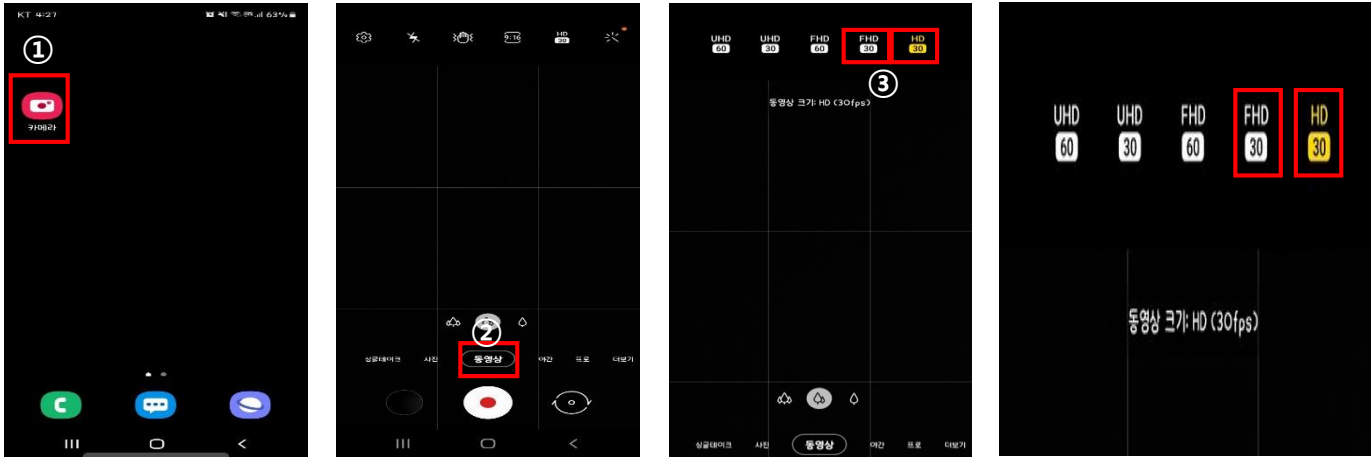 KT 4:27
63%
①
카메라
9:16
HD
30
②
싱글테이크 사진 동영상 야간 프로 더보기
UHD UHD FHD FHD HD
60 30 60 30 30
③
동영상 크기: HD (30fps)
싱글테이크 사진 동영상 야간 프로 더보기
UHD UHD FHD FHD HD
60 30 60 30 30
동영상 크기: HD (30fps)